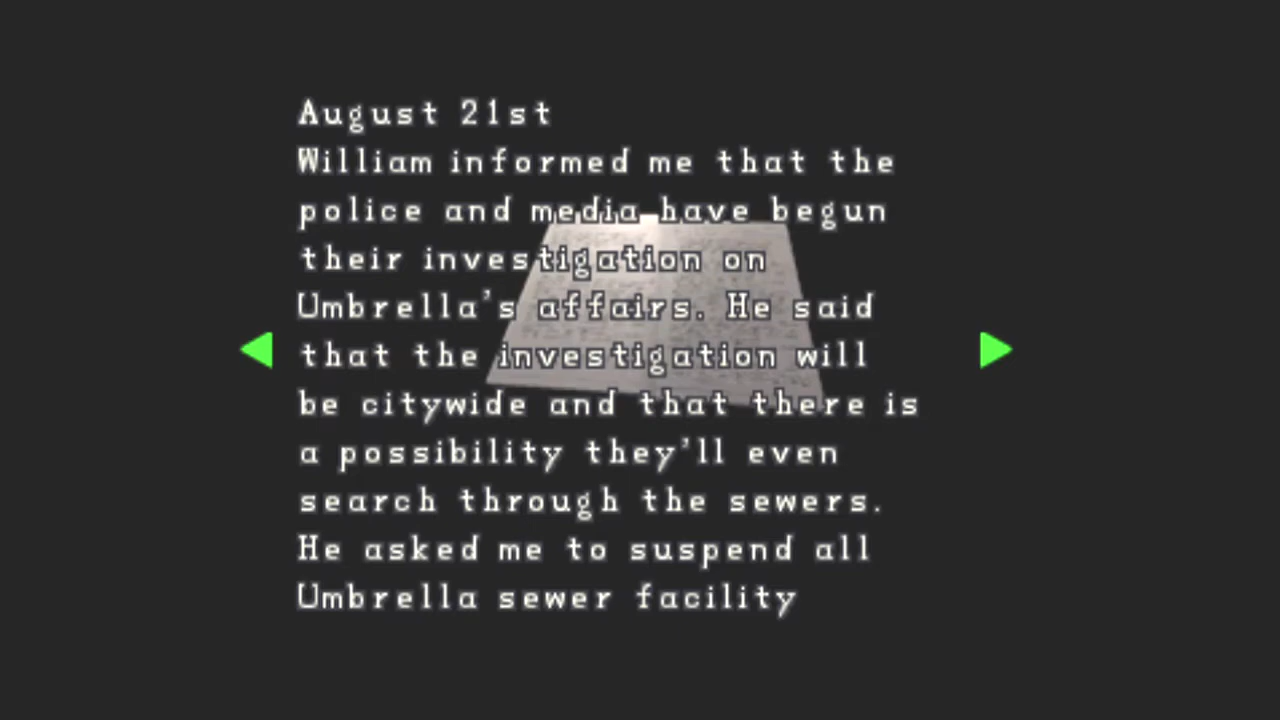 August 21st
William informed me that the
police and media have begun
their investigation on
Umbrella's affairs. He said
that the investigation will
be citywide and that there is
a possibility they'll even
search through the sewers.
He asked me to suspend all
Umbrella sewer facility